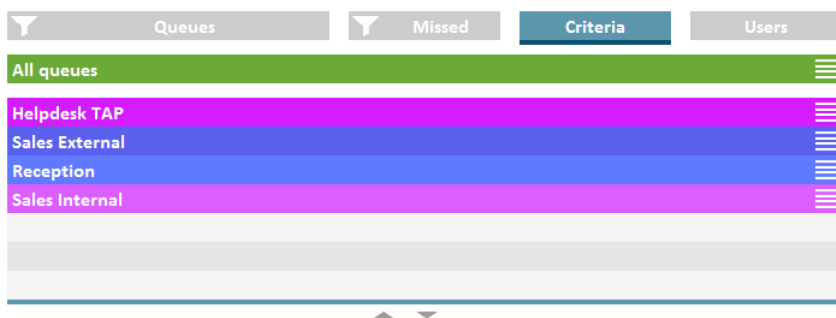 Queues Missed Criteria Users
All queues
Helpdesk TAP
Sales External
Reception
Sales Internal